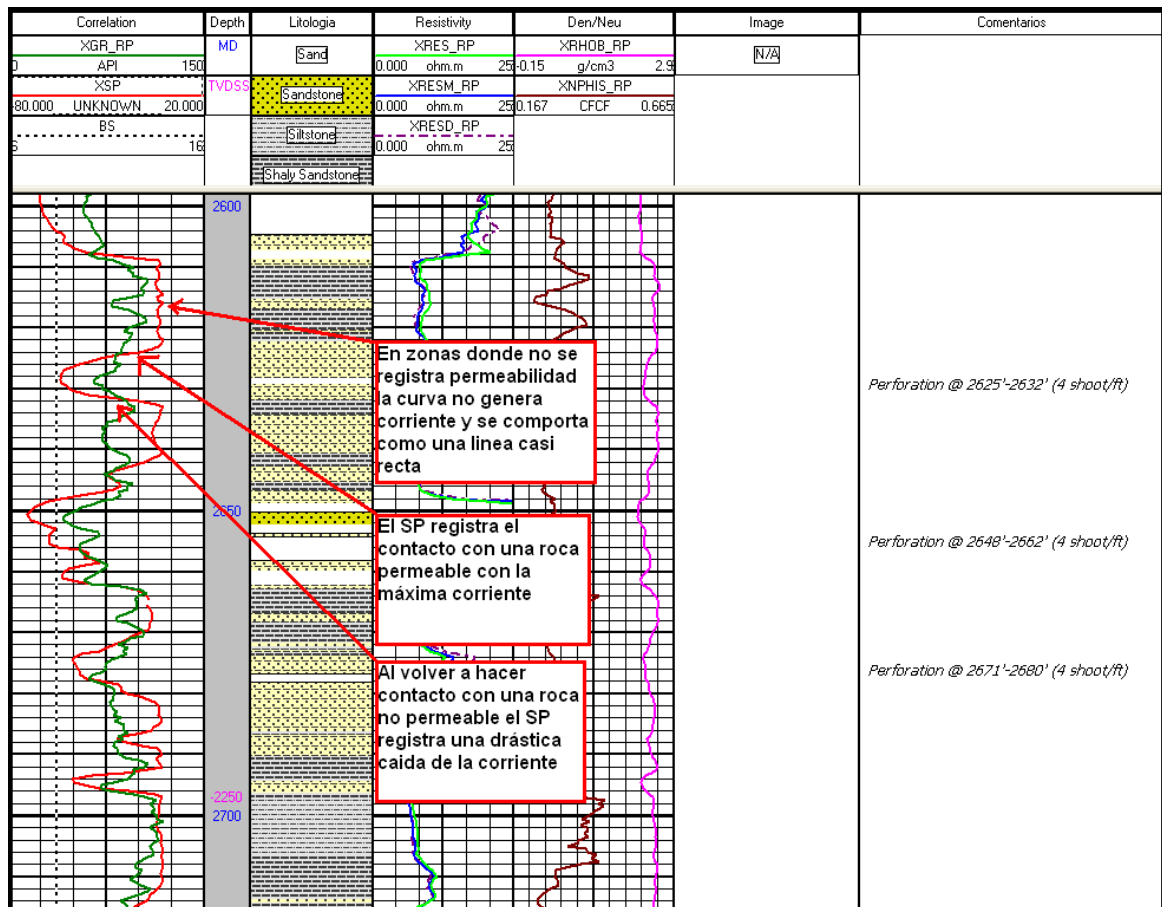 Correlation Depth Litologia Resistivity Den/Neu Image Comentarios
XGR_RP MD Sand XRES_RP XRHOB_RP N/A
0 API 150 0.000 ohm.m 25 -0.15 g/cm3 2.9
XSP TVDSS Sandstone XRESM_RP XNPHIS_RP
-80.000 UNKNOWN 20.000 0.000 ohm.m 25 0.167 CFCF 0.665
BS Siltstone XRESD_RP
6 16 0.000 ohm.m 25
Shaly Sandstone
2600
En zonas donde no se
registra permeabilidad
la curva no genera
corriente y se comporta
como una linea casi
recta
Perforation @ 2625'-2632' (4 shoot/ft)
2650
El SP registra el
contacto con una roca
permeable con la
máxima corriente
Perforation @ 2648'-2662' (4 shoot/ft)
Al volver a hacer
contacto con una roca
no permeable el SP
registra una drástica
caida de la corriente
Perforation @ 2671'-2680' (4 shoot/ft)
-2250
2700